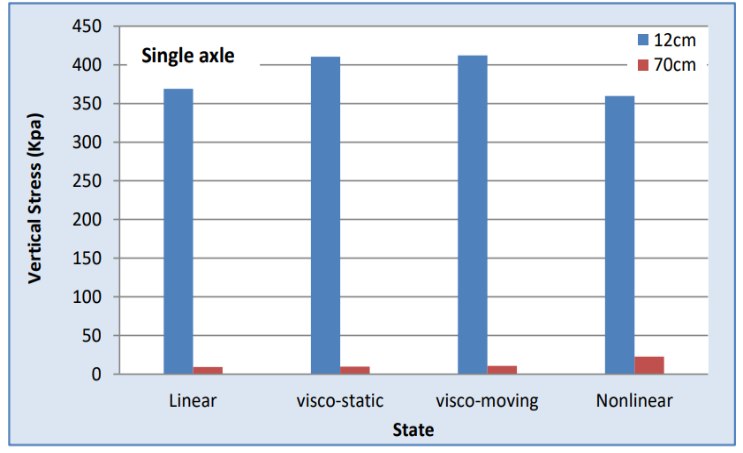 Single axle
12cm
70cm
Vertical Stress (Kpa)
450
400
350
300
250
200
150
100
50
0
Linear visco-static visco-moving Nonlinear
State